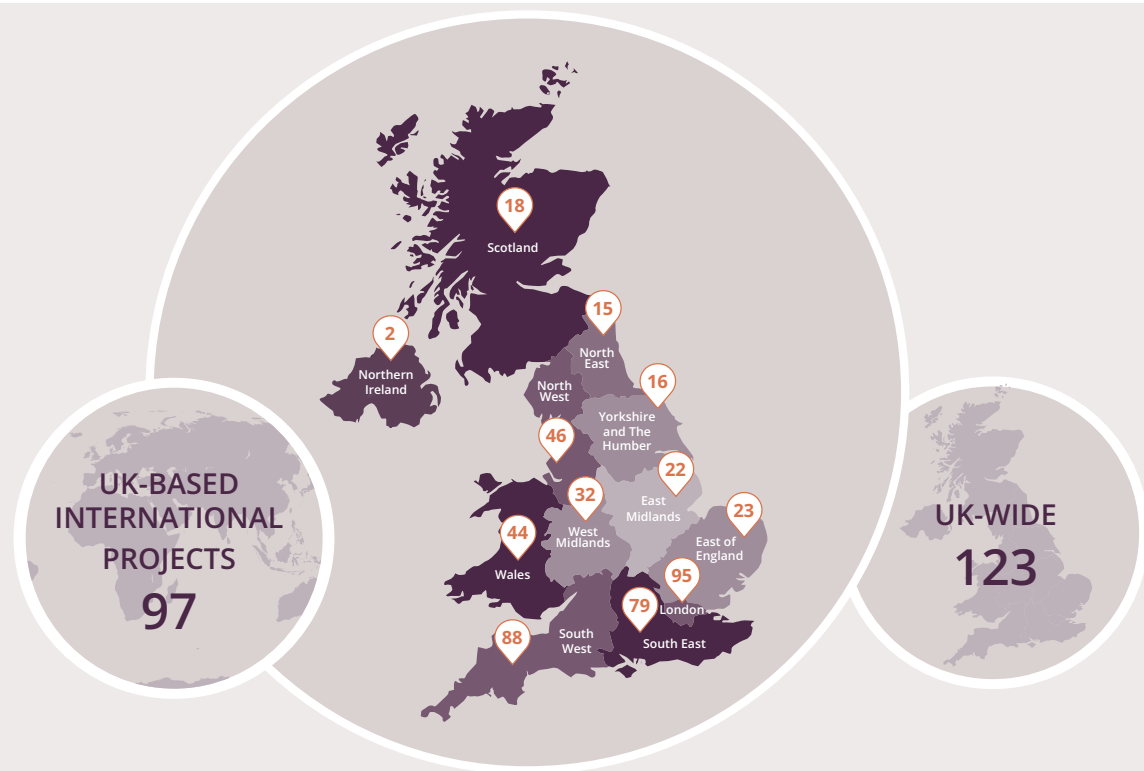 18
Scotland
15
North
East
2
Northern
Ireland
North
West
16
Yorkshire
and The
Humber
46
22
East
Midlands
32
West
Midlands
23
East of
England
44
Wales
95
London
79
South East
88
South
West
UK-BASED
INTERNATIONAL
PROJECTS
97
UK-WIDE
123